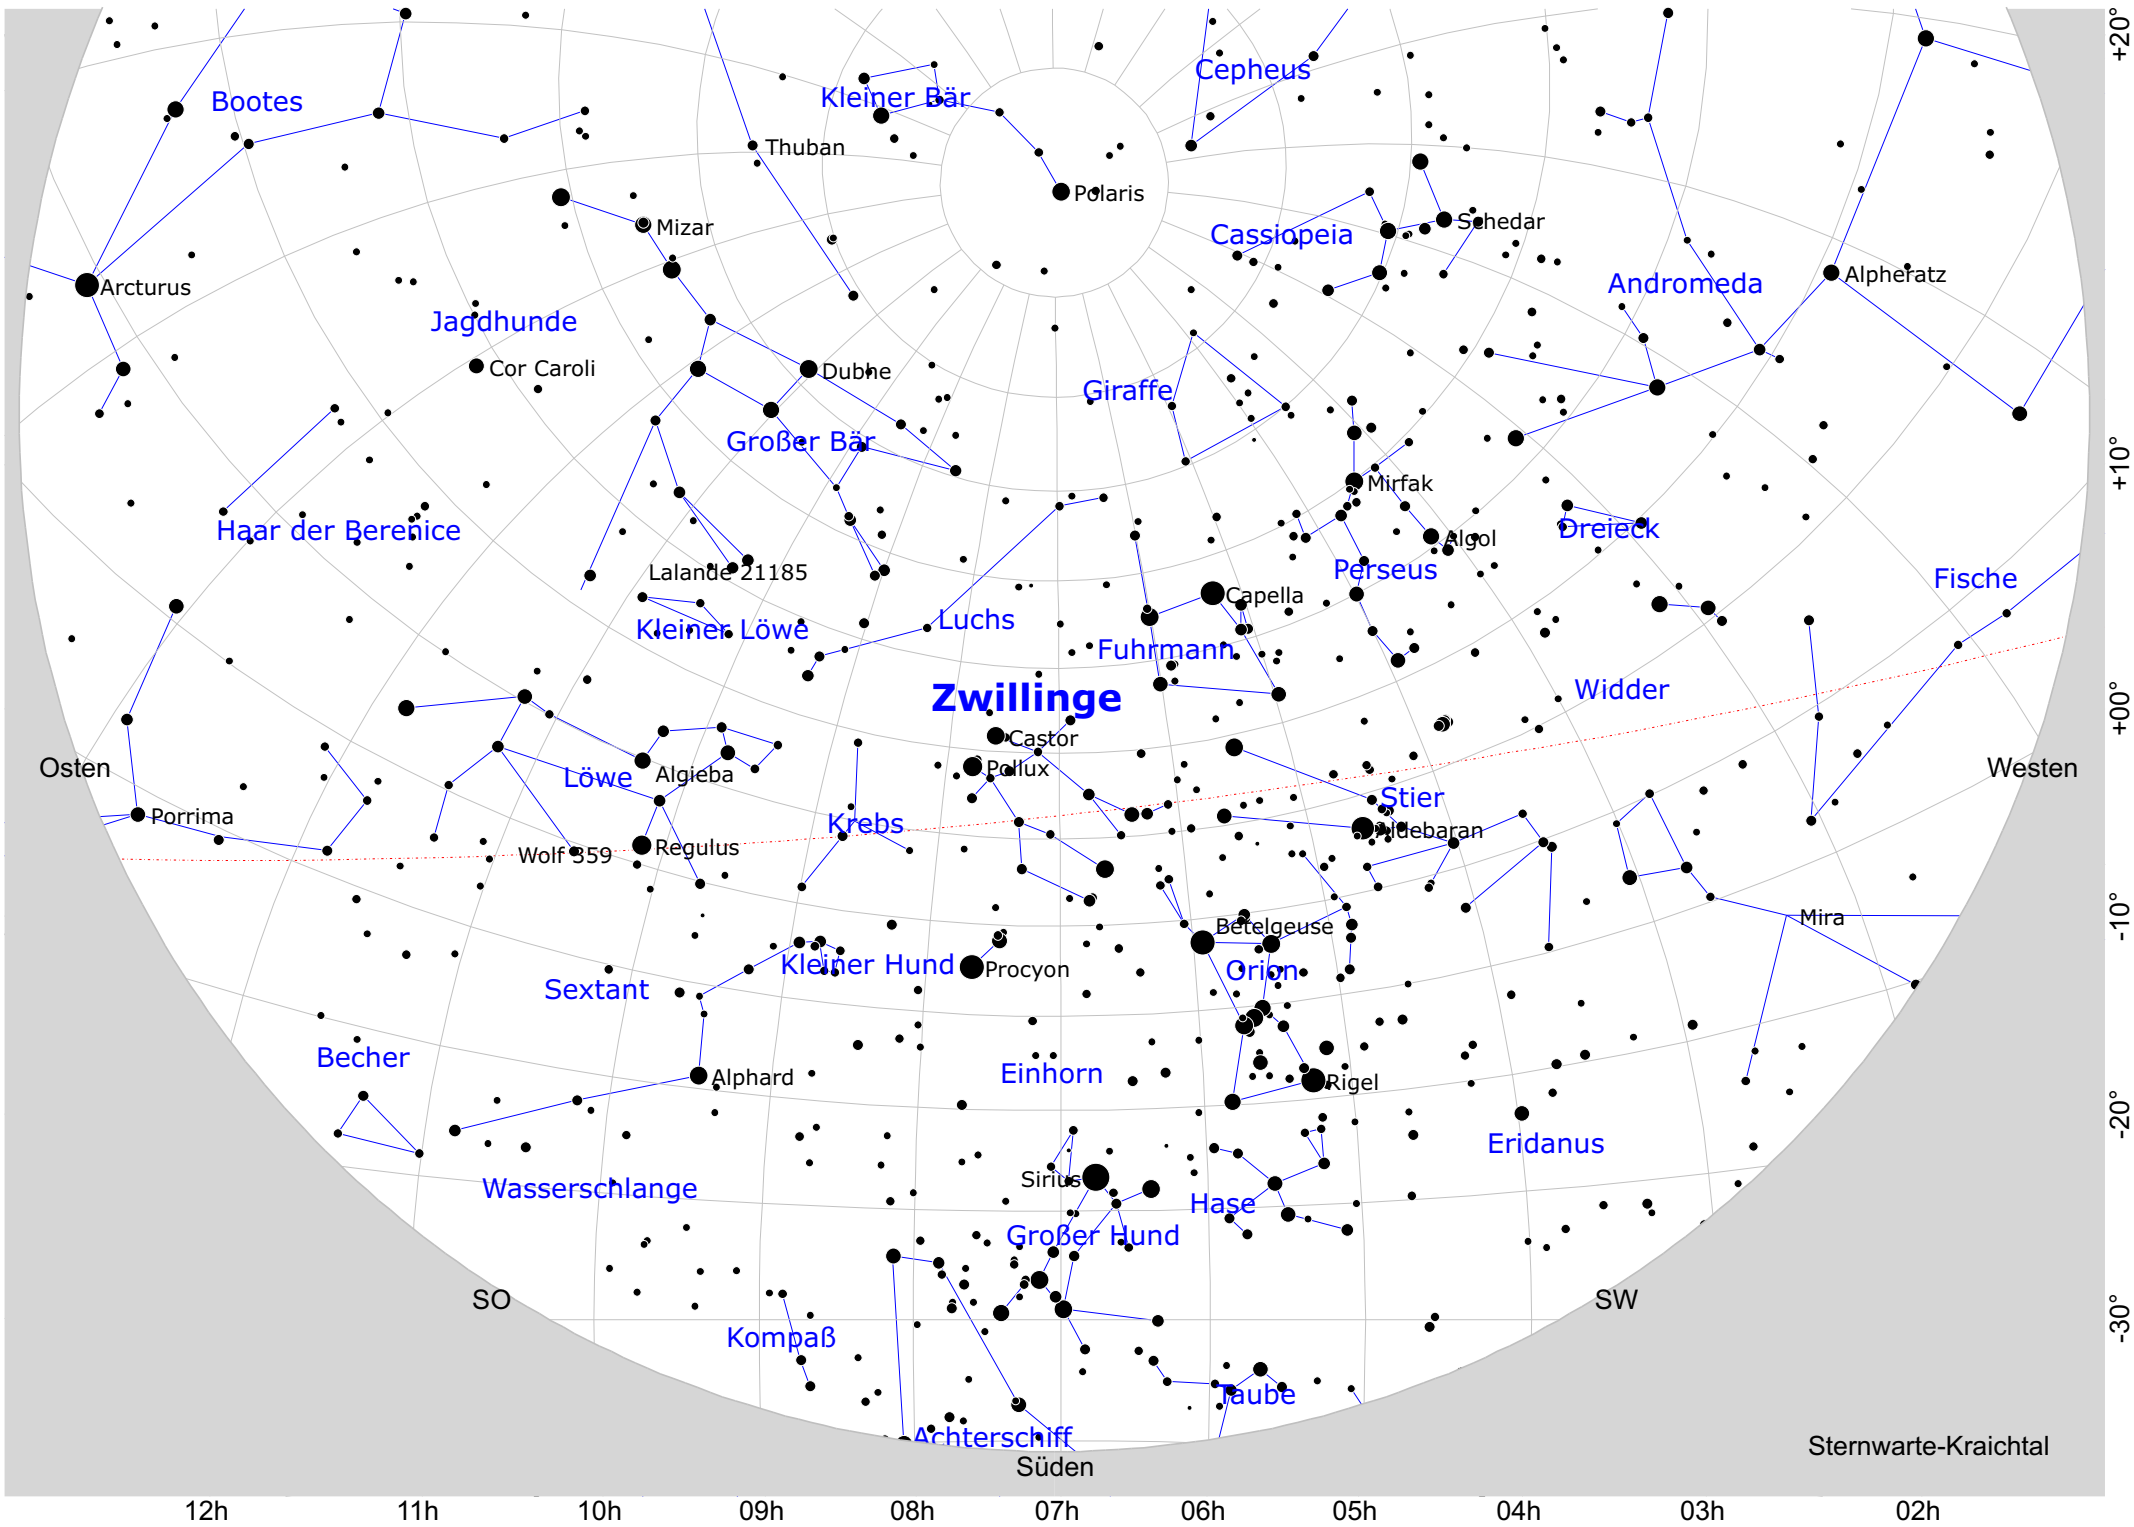 +20°
Cepheus
Kleiner Bär
Bootes
Thuban
Polaris
Mizar
Cassiopeia
Schedar
Arcturus
Andromeda
Alpheratz
Jagdhunde
Cor Caroli
Dubhe
Giraffe
Großer Bär
+10°
Mirfak
Haar der Berenice
Dreieck
Algol
Lalande 21185
Perseus
Fische
Capella
Kleiner Löwe
Luchs
Fuhrmann
Zwillinge
Widder
+00°
Castor
Osten
Löwe
Algieba
Pollux
Westen
Stier
Porrima
Krebs
Aldebaran
Wolf 359
Regulus
-10°
Mira
Betelgeuse
Kleiner Hund
Procyon
Orion
Sextant
Becher
Einhorn
Alphard
Rigel
-20°
Eridanus
Sirius
Wasserschlange
Hase
Großer Hund
SO
SW
-30°
Kompaß
Taube
Achterschiff
Sternwarte-Kraichtal
Süden
12h 11h 10h 09h 08h 07h 06h 05h 04h 03h 02h